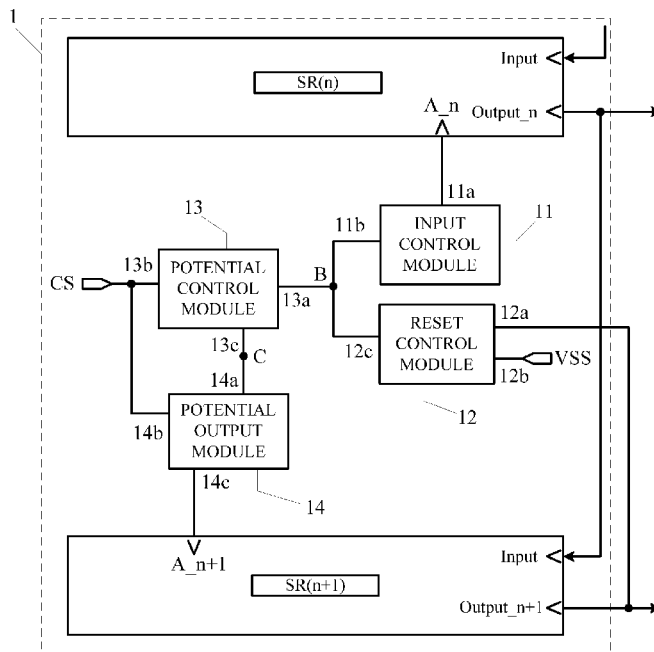 1
Input
SR(n)
A_n
Output_n
11a
13
11b
INPUT
CONTROL
MODULE
11
CS
13b
POTENTIAL
CONTROL
MODULE
13a
B
12a
RESET
CONTROL
MODULE
12c
VSS
12b
13c
C
14a
12
POTENTIAL
OUTPUT
MODULE
14b
14c
14
Input
A_n+1
SR(n+1)
Output_n+1